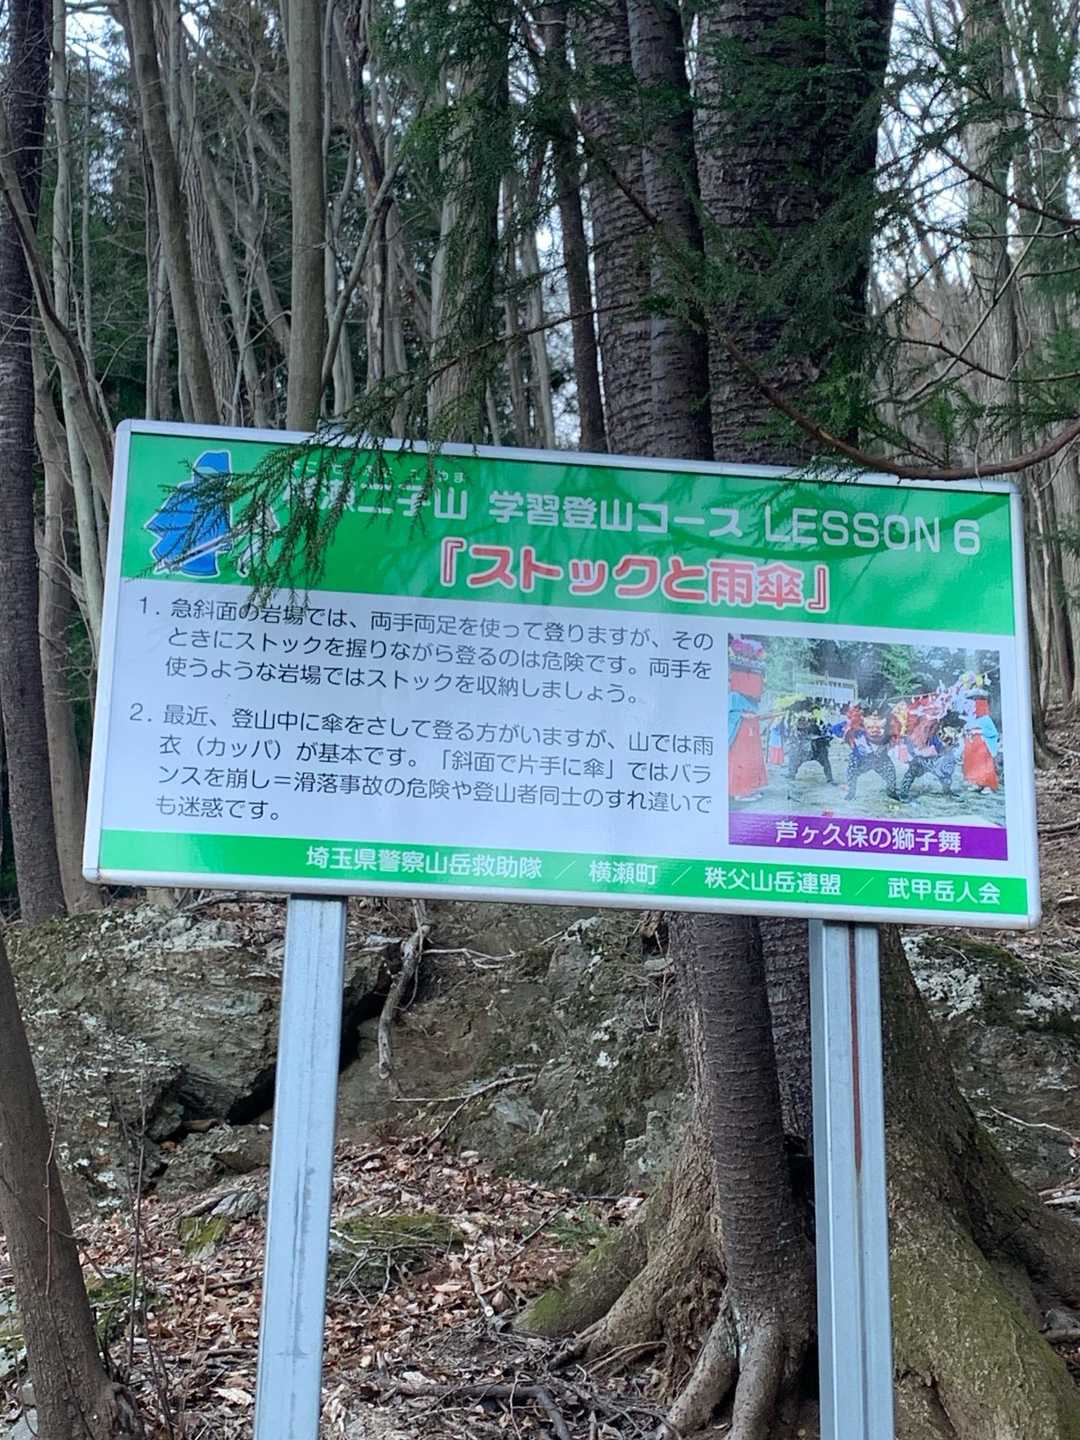 瀬二子山 学習登山コース LESSON 6
『ストックと雨傘』
1. 急斜面の岩場では、両手両足を使って登りますが、その
ときにストックを握りながら登るのは危険です。両手を
使うような岩場ではストックを収納しましょう。
2. 最近、登山中に傘をさして登る方がいますが、山では雨
衣（カッパ）が基本です。「斜面で片手に傘」ではバラ
ンスを崩し＝滑落事故の危険や登山者同士のすれ違いで
も迷惑です。
芦ヶ久保の獅子舞
埼玉県警察山岳救助隊 ／ 横瀬町 ／ 秩父山岳連盟 ／ 武甲岳人会